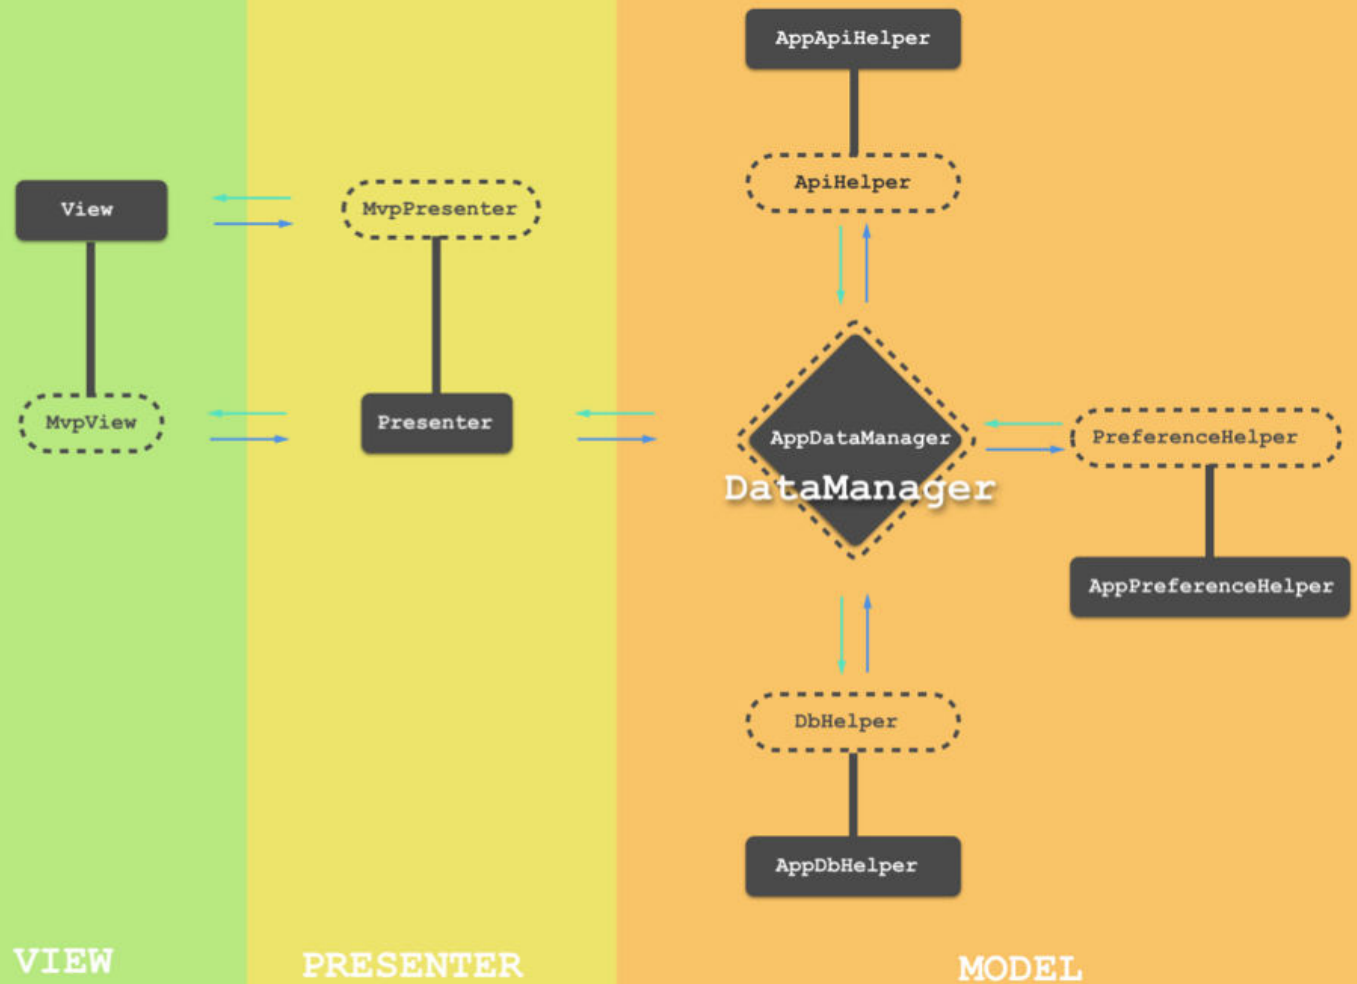 AppApiHelper
ApiHelper
View
MvpPresenter
MvpView
Presenter
AppDataManager
DataManager
PreferenceHelper
AppPreferenceHelper
DbHelper
AppDbHelper
VIEW
PRESENTER
MODEL